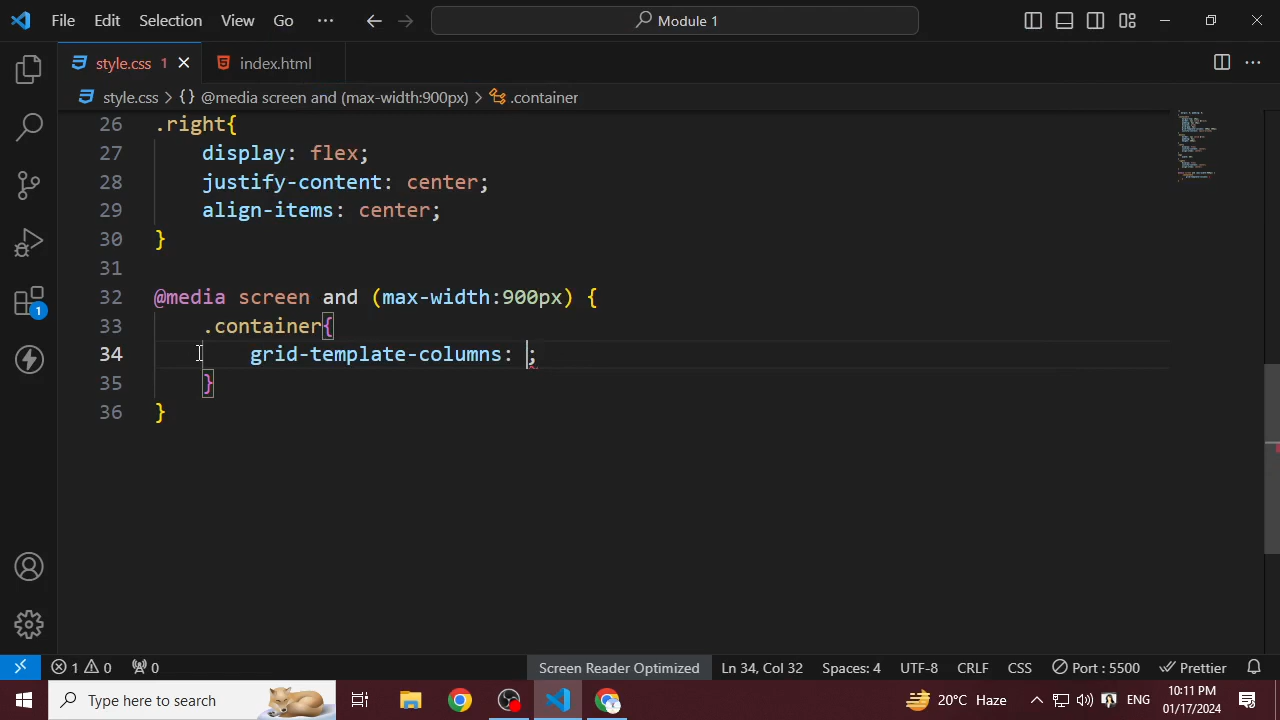 File Edit Selection View Go ... Module 1
style.css 1 index.html
style.css > {} @media screen and (max-width:900px) > .container
26 .right{
27 display: flex;
28 justify-content: center;
29 align-items: center;
30 }
31
32 @media screen and (max-width:900px) {
33 .container{
34 grid-template-columns: ;
35 }
36 }
1
1 0 0 Screen Reader Optimized Ln 34, Col 32 Spaces: 4 UTF-8 CRLF CSS Port : 5500 Prettier
Type here to search 20°C Haze ENG 10:11 PM
01/17/2024